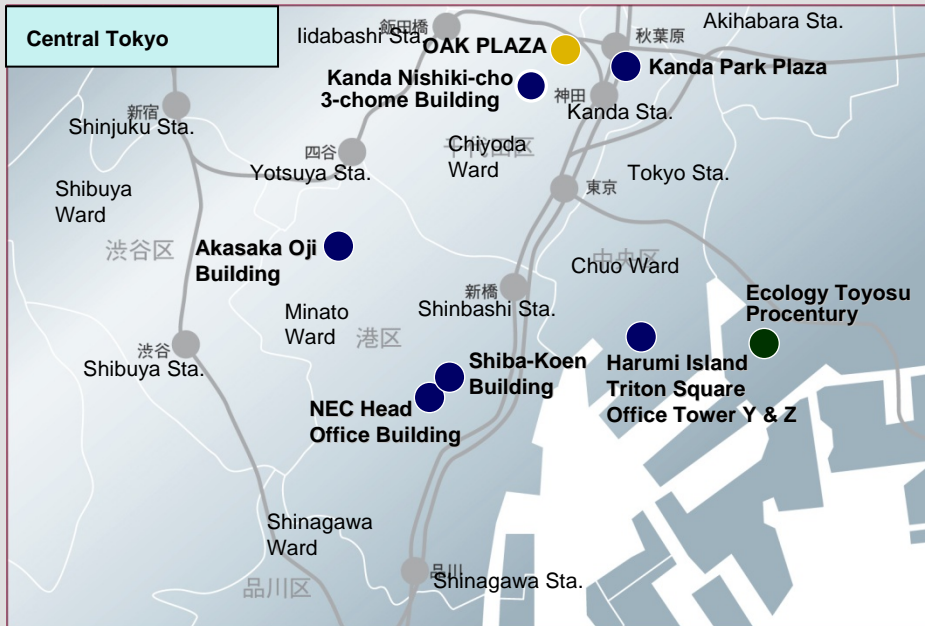 Central Tokyo
飯田橋
Iidabashi Sta.
OAK PLAZA
秋葉原
Akihabara Sta.
Kanda Park Plaza
Kanda Nishiki-cho
3-chome Building
神田
Kanda Sta.
新宿
Shinjuku Sta.
四谷
Yotsuya Sta.
千代田区
Chiyoda
Ward
東京
Tokyo Sta.
Shibuya
Ward
渋谷区
Akasaka Oji
Building
中央区
Chuo Ward
新橋
Shinbashi Sta.
Minato
Ward
港区
Ecology Toyosu
Procentury
渋谷
Shibuya Sta.
Shiba-Koen
Building
Harumi Island
Triton Square
Office Tower Y & Z
NEC Head
Office Building
Shinagawa
Ward
品川区
品川
Shinagawa Sta.